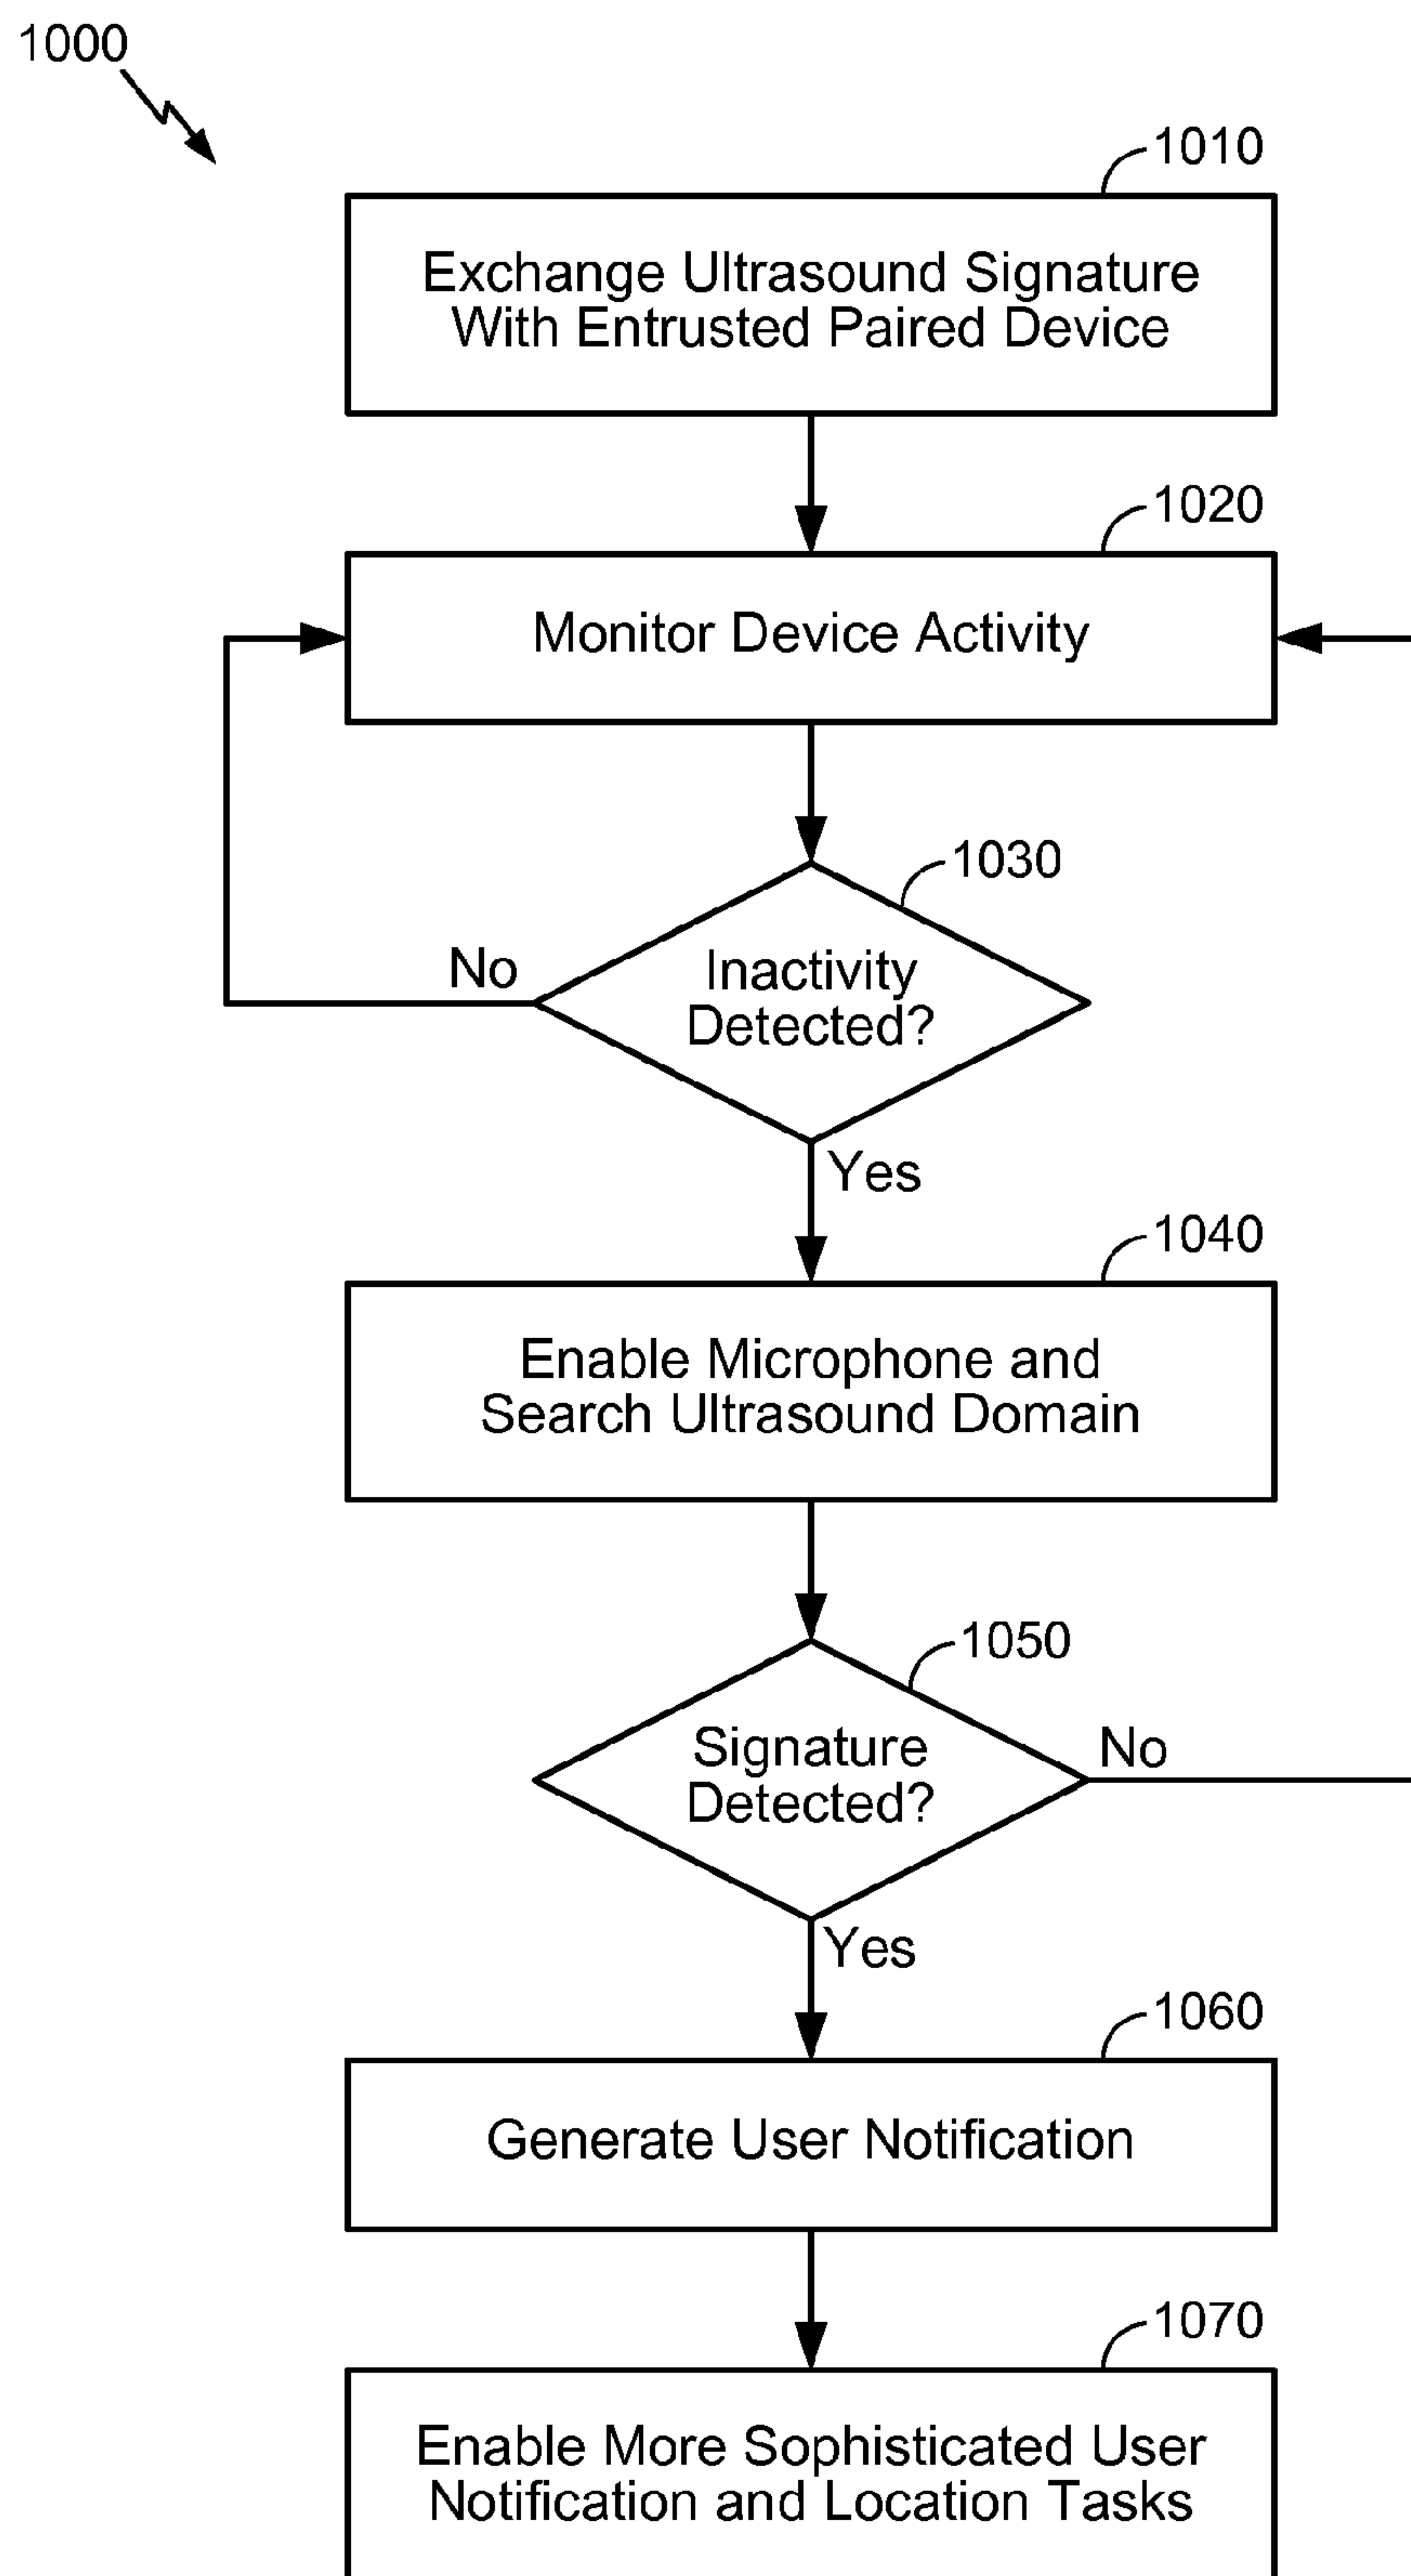 1000
1010
Exchange Ultrasound Signature
With Entrusted Paired Device
1020
Monitor Device Activity
1030
Inactivity
Detected?
No
Yes
1040
Enable Microphone and
Search Ultrasound Domain
1050
Signature
Detected?
No
Yes
1060
Generate User Notification
1070
Enable More Sophisticated User
Notification and Location Tasks